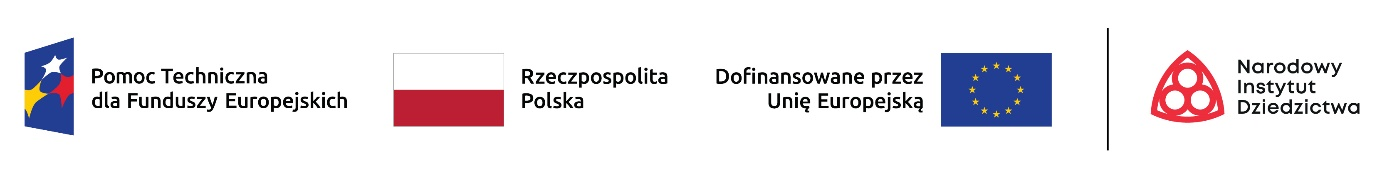 Pomoc Techniczna
dla Funduszy Europejskich
Rzeczpospolita
Polska
Dofinansowane przez
Unię Europejską
Narodowy
Instytut
Dziedzictwa